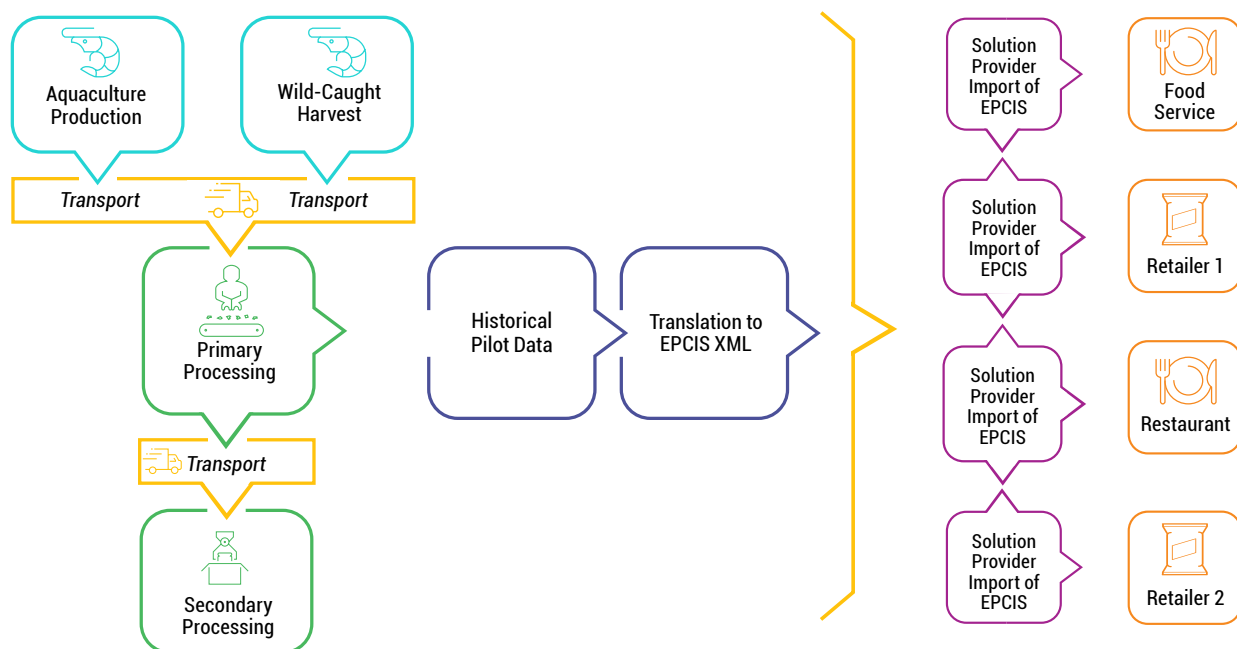 Aquaculture
Production
Wild-Caught
Harvest
Transport
Transport
Primary
Processing
Transport
Secondary
Processing
Historical
Pilot Data
Translation to
EPCIS XML
Solution
Provider
Import of
EPCIS
Food
Service
Solution
Provider
Import of
EPCIS
Retailer 1
Solution
Provider
Import of
EPCIS
Restaurant
Solution
Provider
Import of
EPCIS
Retailer 2